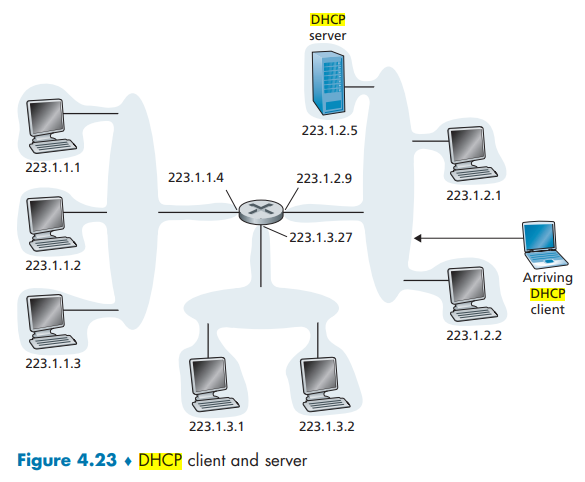 DHCP
server
223.1.2.5
223.1.1.1
223.1.1.4
223.1.2.9
223.1.2.1
223.1.3.27
223.1.1.2
Arriving
DHCP
client
223.1.2.2
223.1.1.3
223.1.3.1
223.1.3.2
Figure 4.23 ♦ DHCP client and server